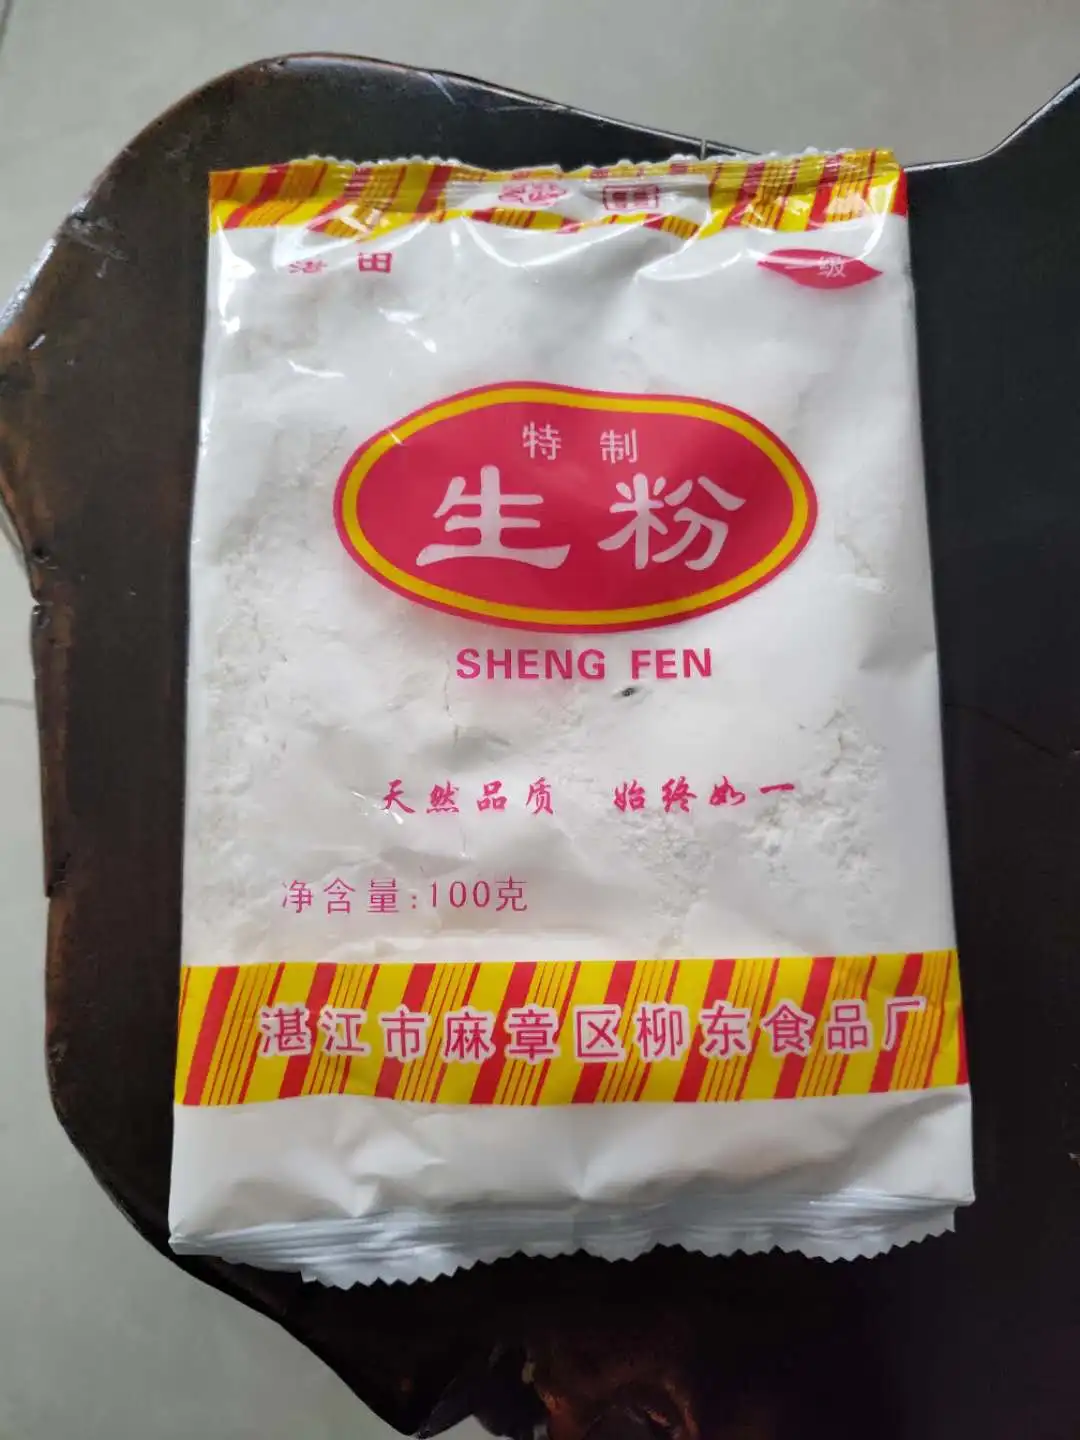 田
一级
特制
生粉
SHENG FEN
天然品质 始终如一
净含量:100克
湛江市麻章区柳东食品厂